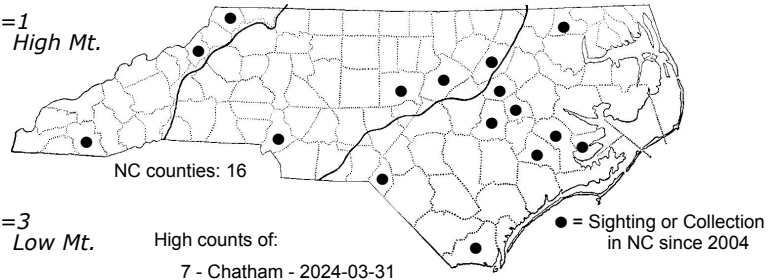 =1
High Mt.
NC counties: 16
=3
Low Mt.
High counts of:
7 - Chatham - 2024-03-31
● = Sighting or Collection
in NC since 2004